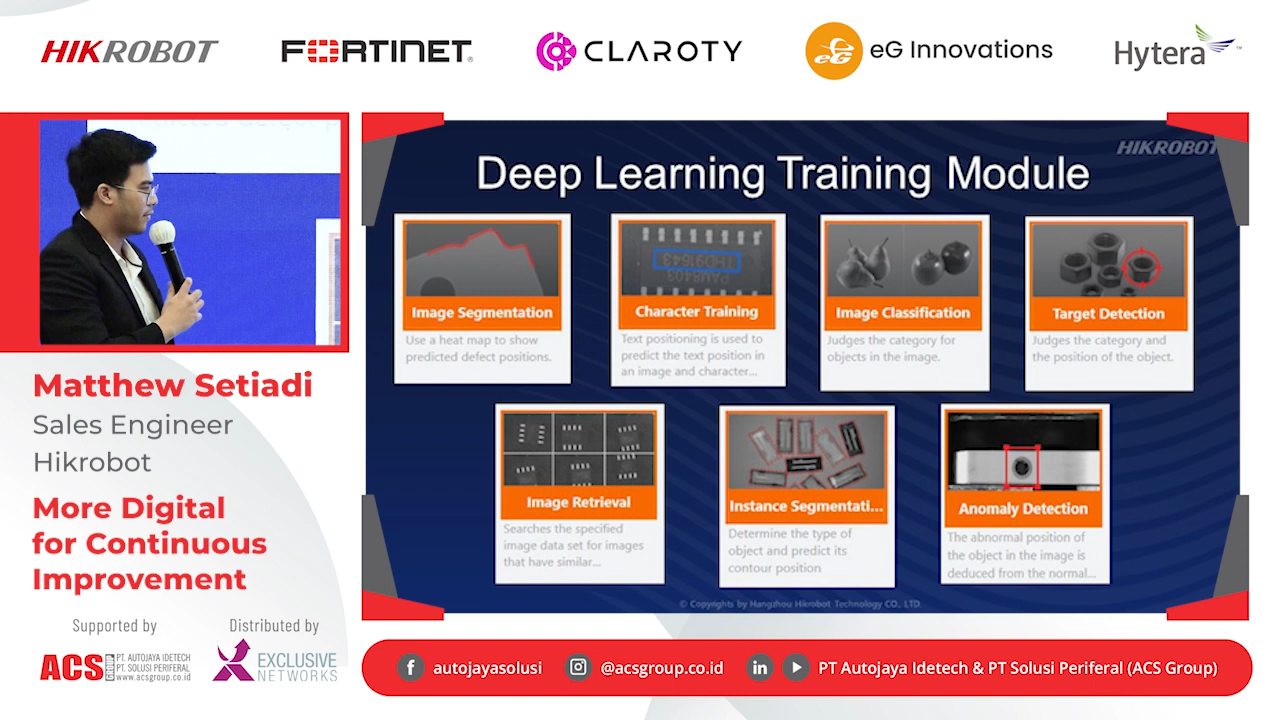 HIKROBOT
FORTINET
CLAROTY
eG Innovations
Hytera
HIKROBOT
Deep Learning Training Module
Image Segmentation
Use a heat map to show
predicted defect positions.
THD91643
PAM8403
Character Training
Text positioning is used to
predict the text position in
an image and character...
Image Classification
Judges the category for
objects in the image.
Target Detection
Judges the category and
the position of the object.
Image Retrieval
Searches the specified
image data set for images
that have similar...
Instance Segmentati...
Determine the type of
object and predict its
contour position
Anomaly Detection
The abnormal position of
the object in the image is
deduced from the normal...
© Copyrights by Hangzhou Hikrobot Technology CO., LTD.
Matthew Setiadi
Sales Engineer
Hikrobot
More Digital
for Continuous
Improvement
Supported by
ACS
PT. AUTOJAYA IDETECH
PT. SOLUSI PERIFERAL
www.acsgroup.co.id
Distributed by
EXCLUSIVE
NETWORKS
autojayasolusi
@acsgroup.co.id
PT Autojaya Idetech & PT Solusi Periferal (ACS Group)